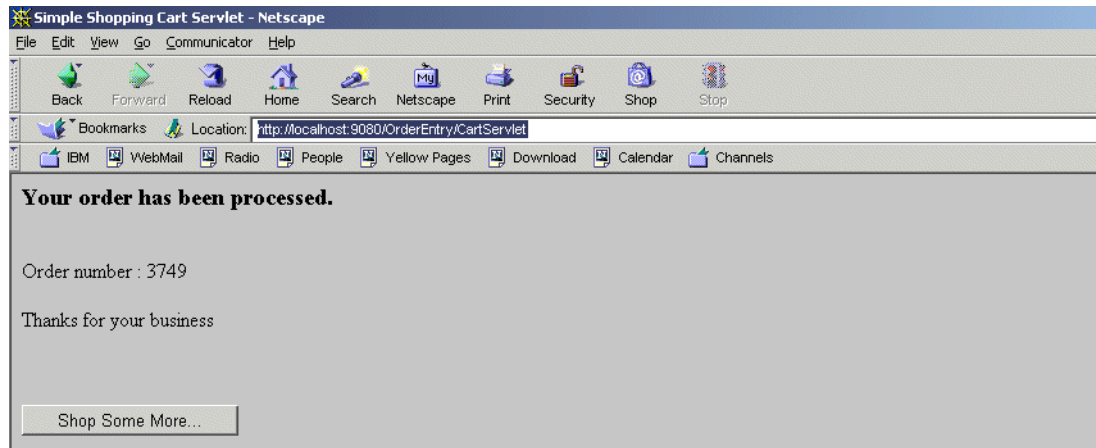 Simple Shopping Cart Servlet - Netscape
File Edit View Go Communicator Help
My
Back Forward Reload Home Search Netscape Print Security Shop Stop
Bookmarks Location: http://localhost:9080/OrderEntry/CartServlet
IBM WebMail Radio People Yellow Pages Download Calendar Channels
Your order has been processed.
Order number : 3749
Thanks for your business
Shop Some More...